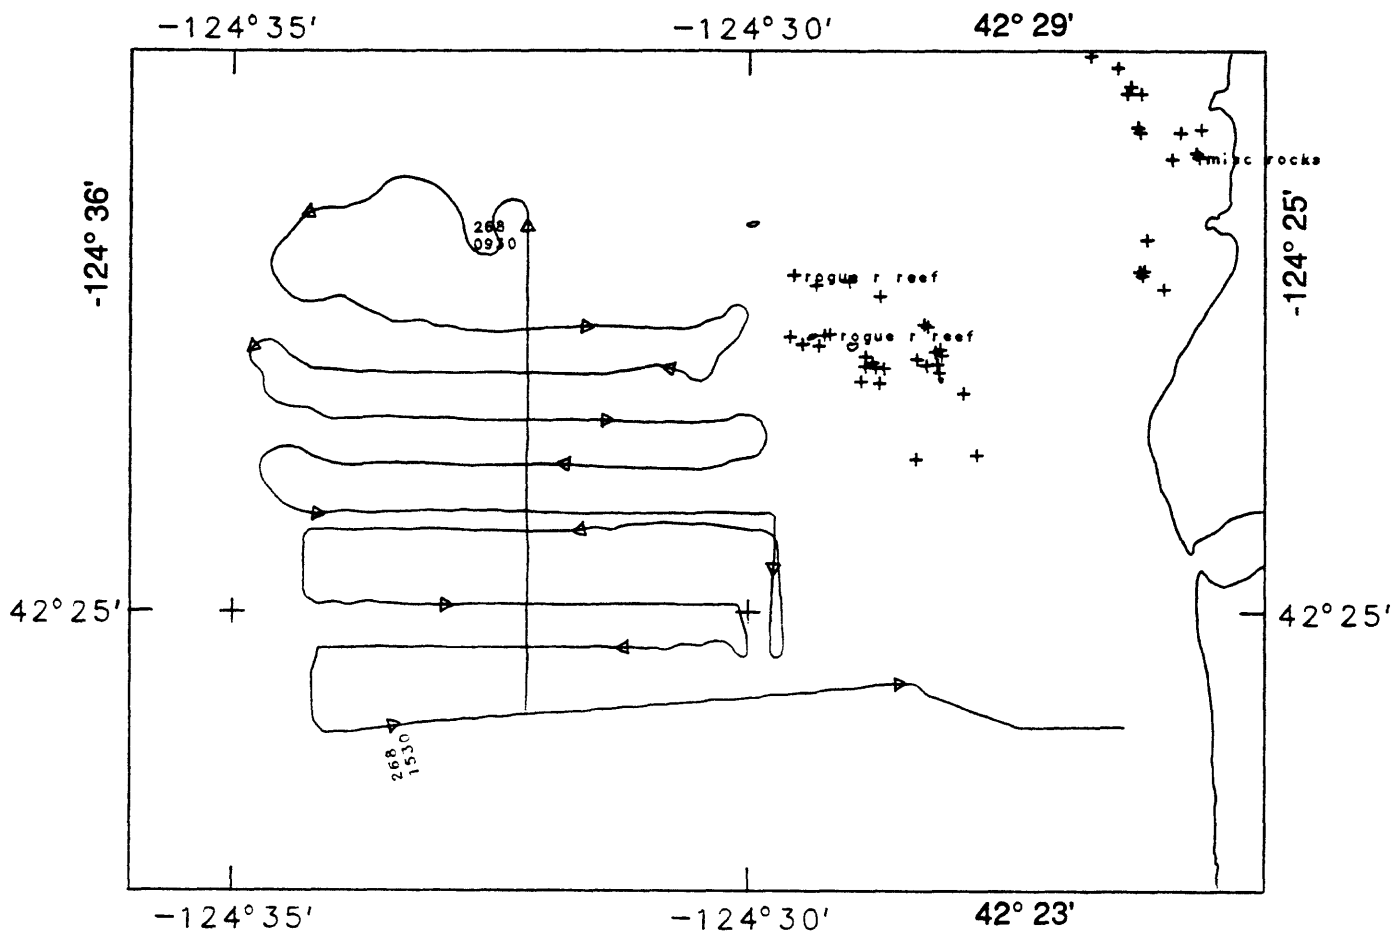 -124°35' -124°30' 42° 29'
misc rocks
-124° 36'
-124° 25'
268
0930
rogue r reef
rogue r reef
42°25' 42°25'
268
1530
-124°35' -124°30' 42° 23'